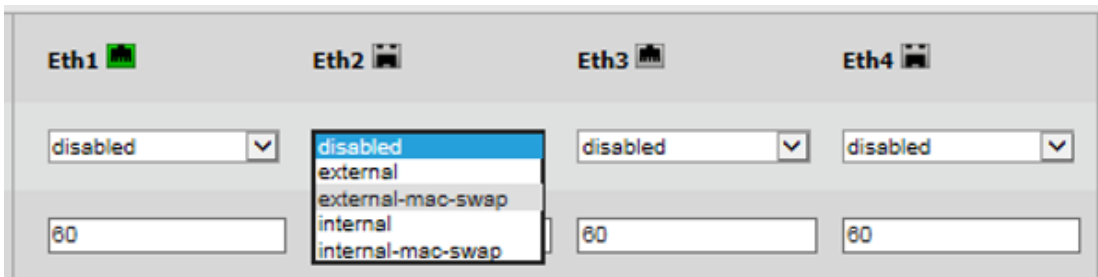 Eth1 Eth2 Eth3 Eth4
disabled disabled disabled disabled
external
external-mac-swap
internal
60 60 60
internal-mac-swap